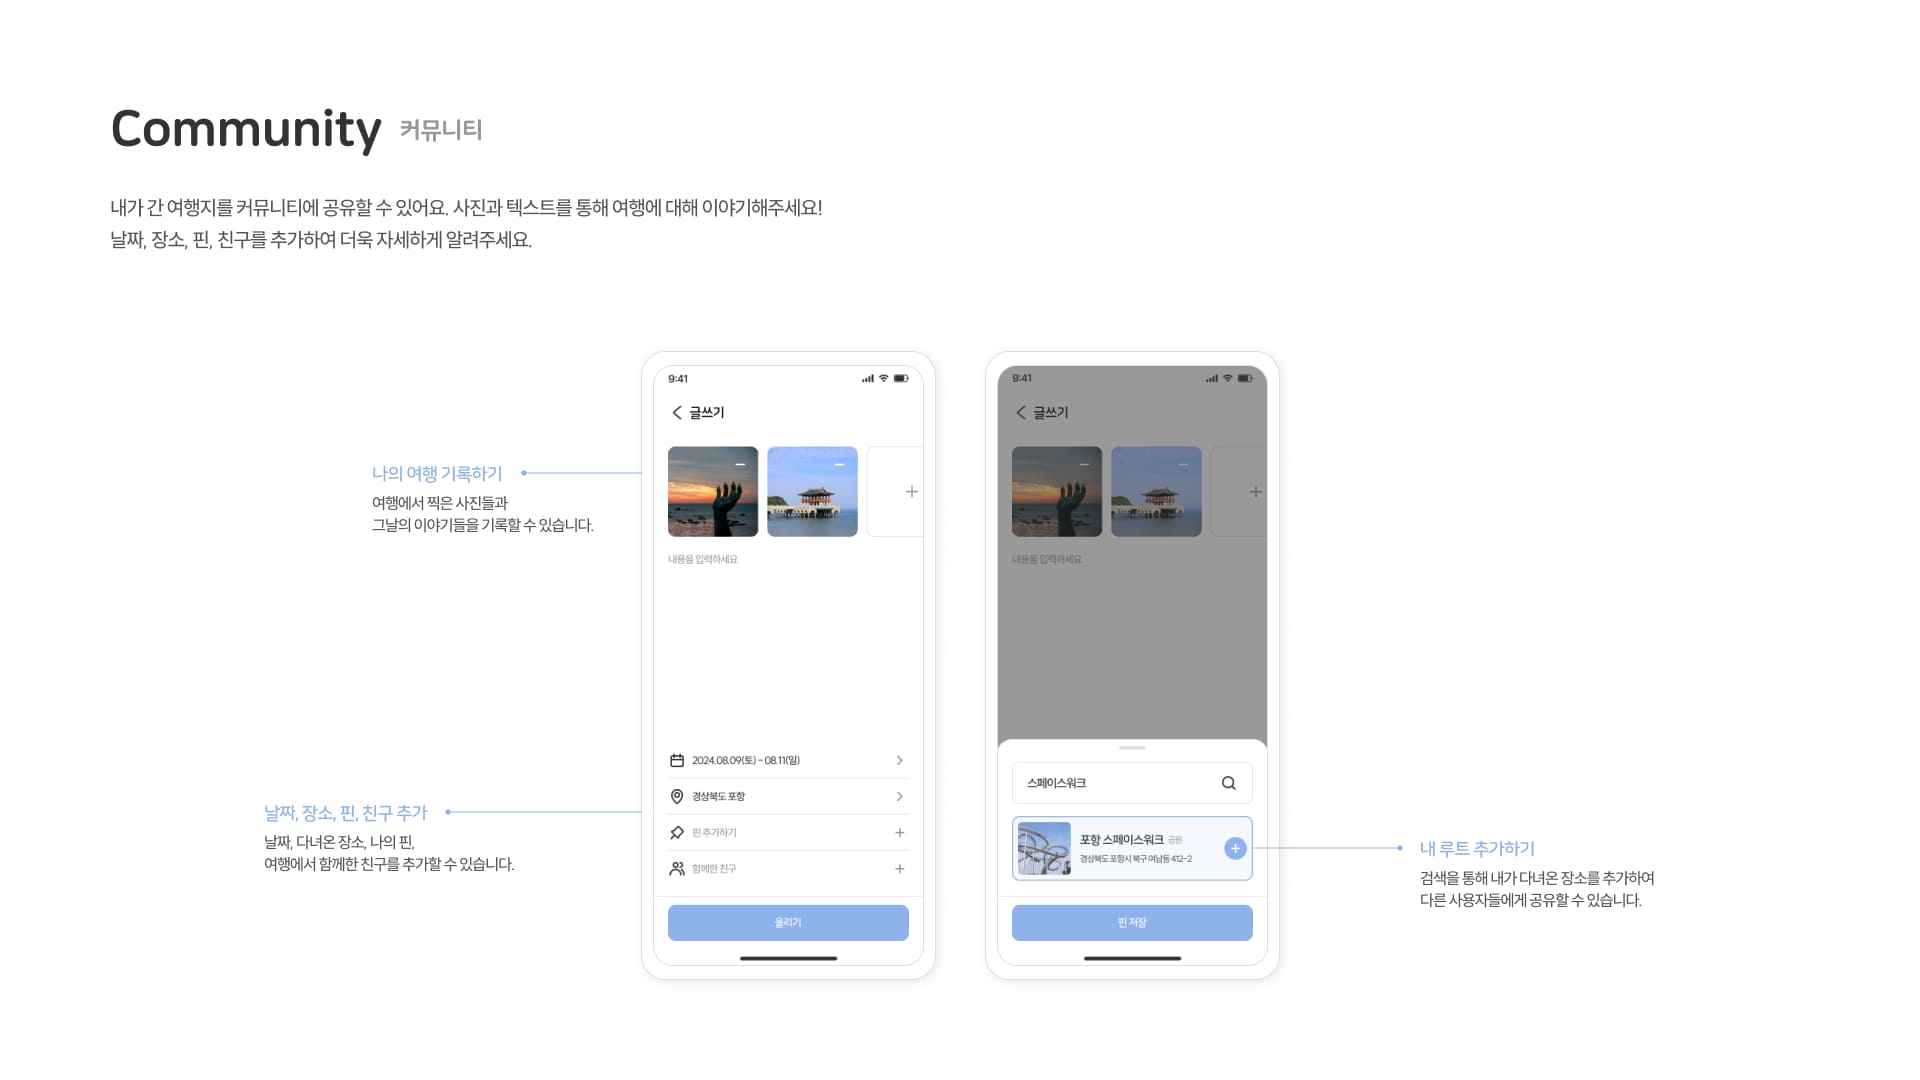 Community 커뮤니티
내가 간 여행지를 커뮤니티에 공유할 수 있어요. 사진과 텍스트를 통해 여행에 대해 이야기해주세요!
날짜, 장소, 핀, 친구를 추가하여 더욱 자세하게 알려주세요.
나의 여행 기록하기
여행에서 찍은 사진들과
그날의 이야기들을 기록할 수 있습니다.
날짜, 장소, 핀, 친구 추가
날짜, 다녀온 장소, 나의 핀,
여행에서 함께한 친구를 추가할 수 있습니다.
9:41
글쓰기
내용을 입력하세요
2024.08.09(토) - 08.11(일)
경상북도 포항
핀 추가하기
함께한 친구
올리기
9:41
글쓰기
내용을 입력하세요
스페이스워크
포항 스페이스워크 공원
경상북도 포항시 북구 여남동 412-2
핀 저장
내 루트 추가하기
검색을 통해 내가 다녀온 장소를 추가하여
다른 사용자들에게 공유할 수 있습니다.